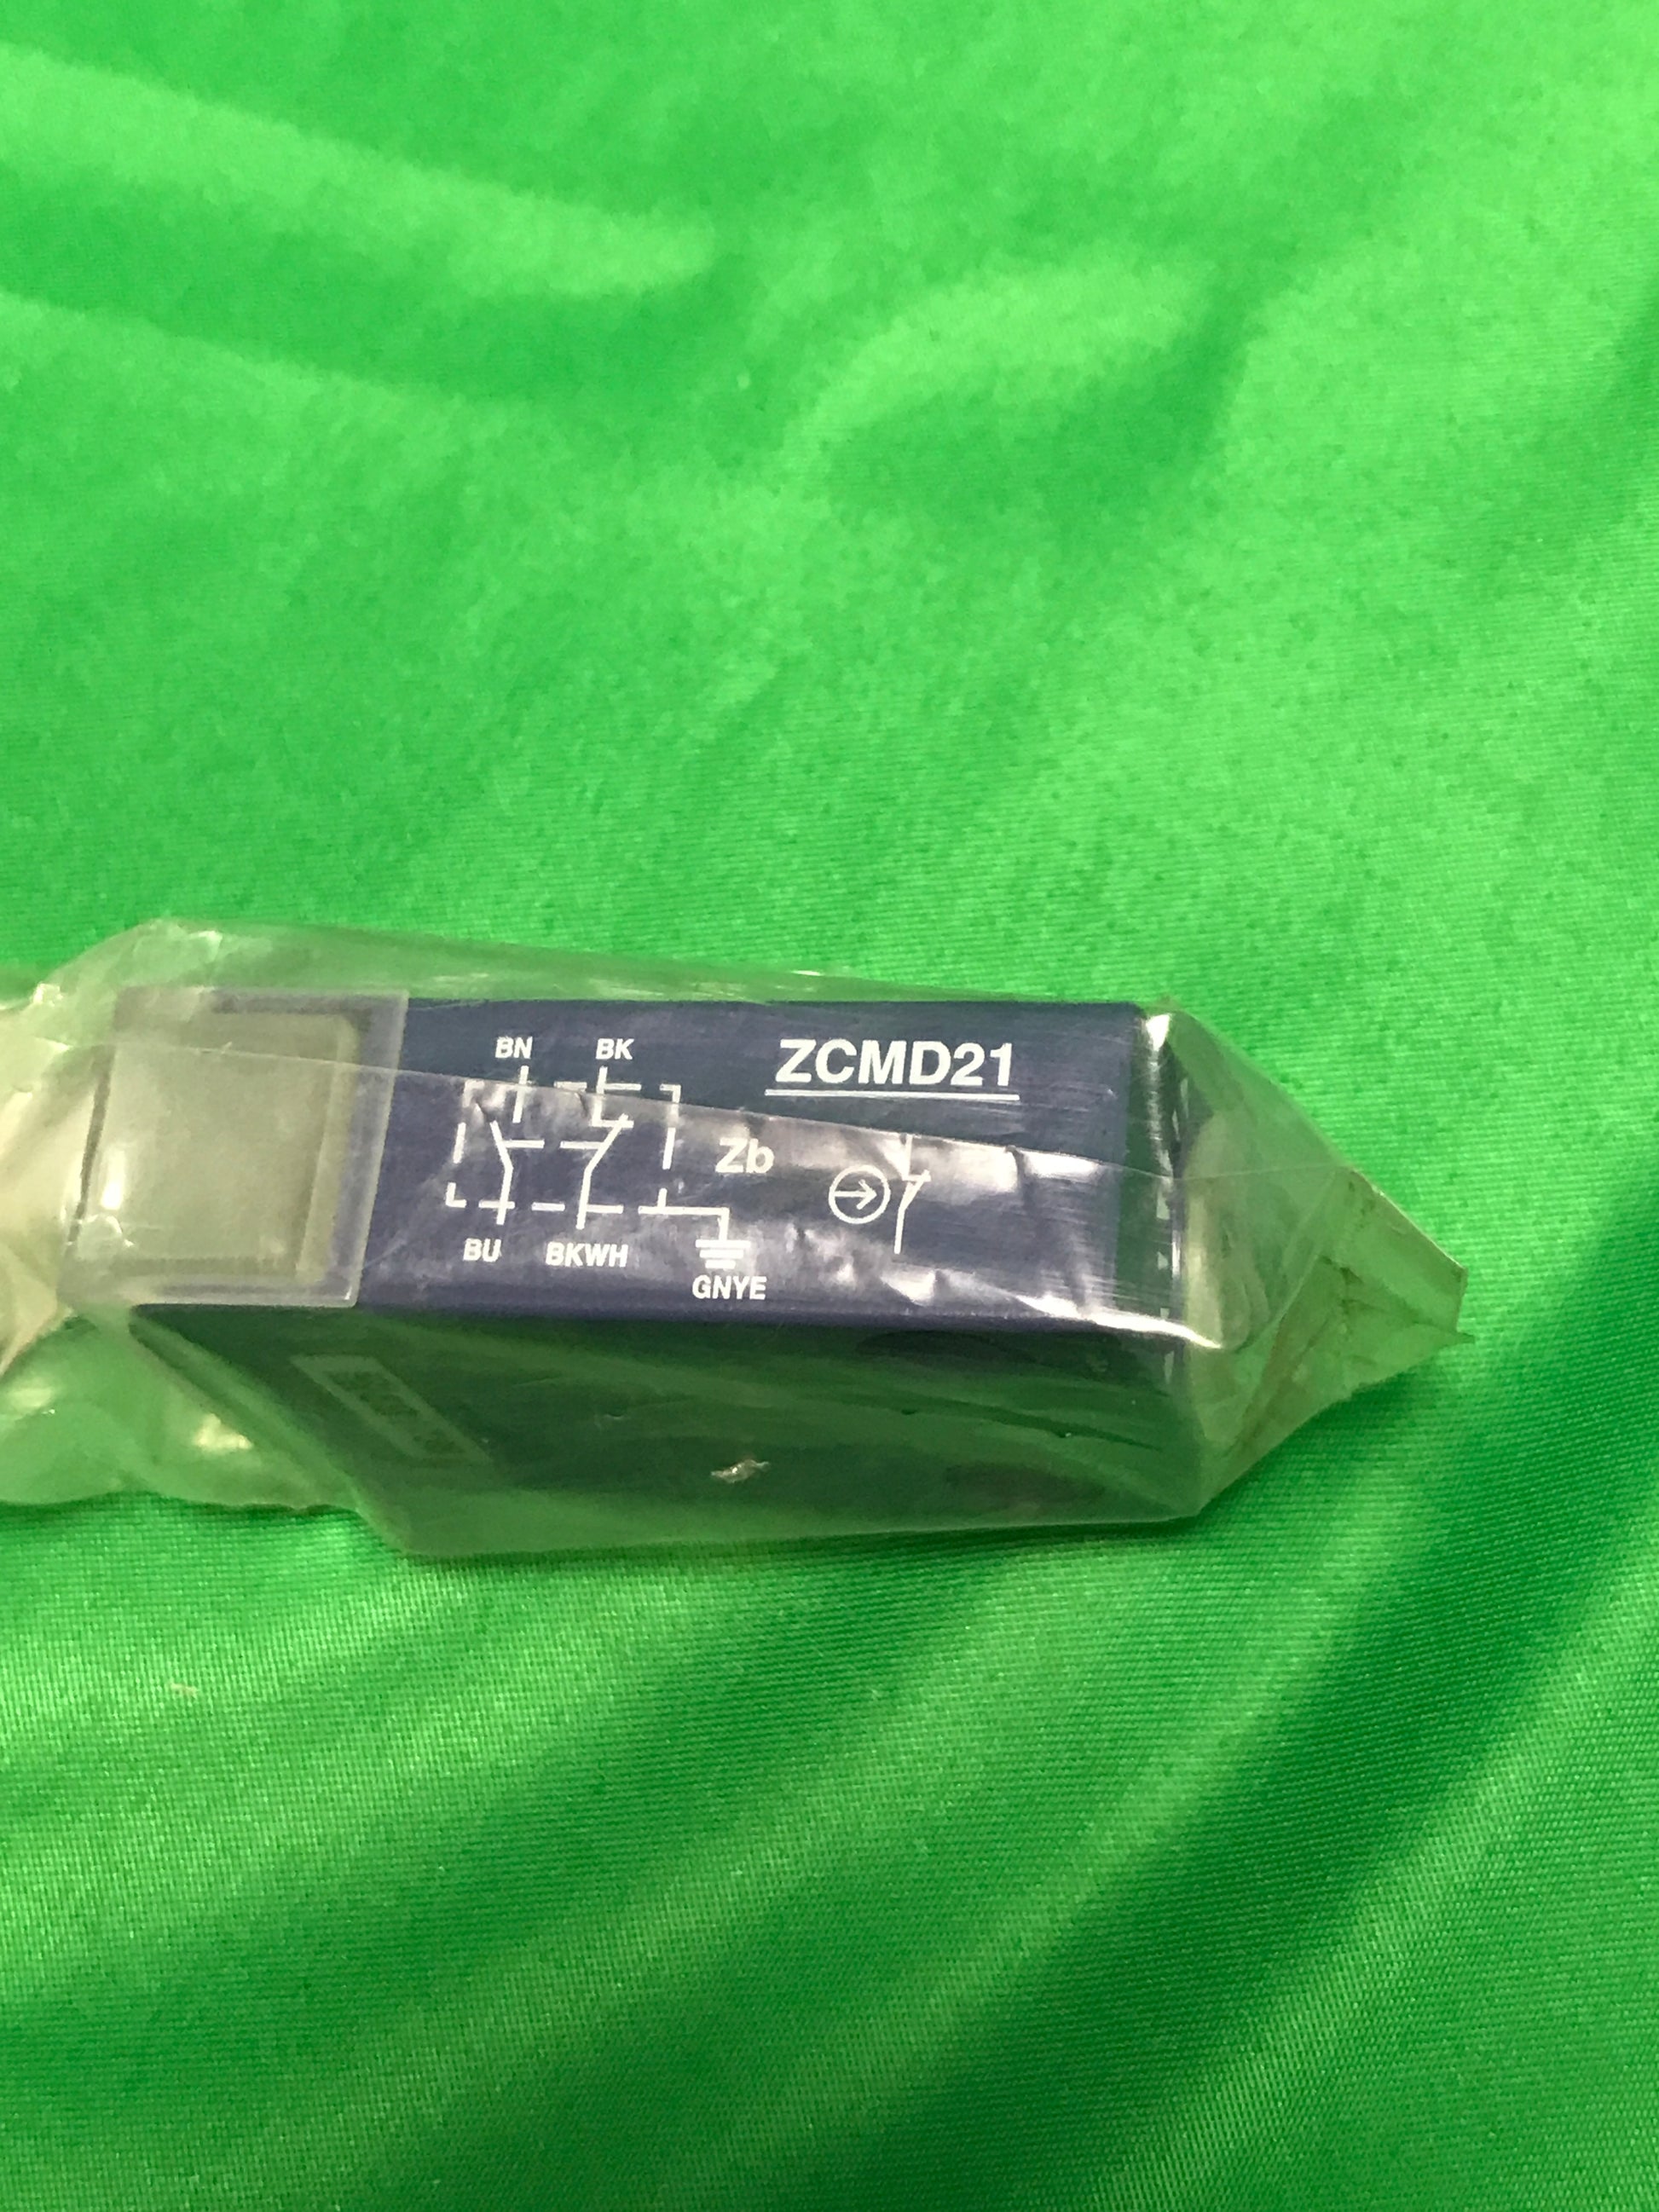 BN BK
ZCMD21
Zb
BU BKWH
GNYE